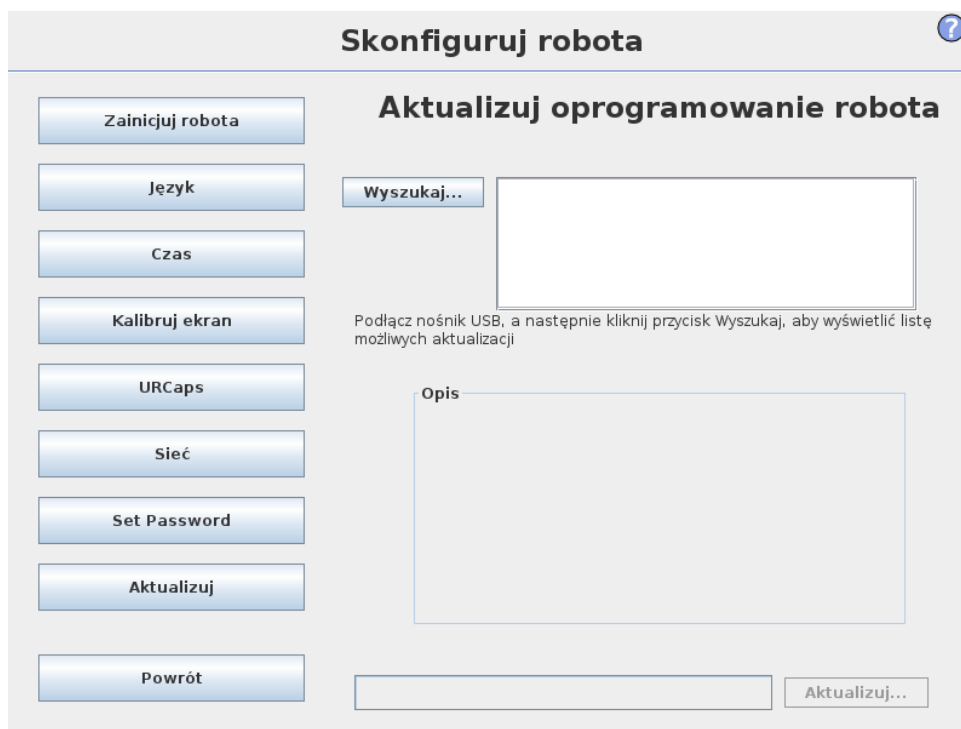 Skonfiguruj robota
?
Zainicjuj robota
Język
Czas
Kalibruj ekran
URCaps
Sieć
Set Password
Aktualizuj
Powrót
Aktualizuj oprogramowanie robota
Wyszukaj...
Podłącz nośnik USB, a następnie kliknij przycisk Wyszukaj, aby wyświetlić listę
możliwych aktualizacji
Opis
Aktualizuj...